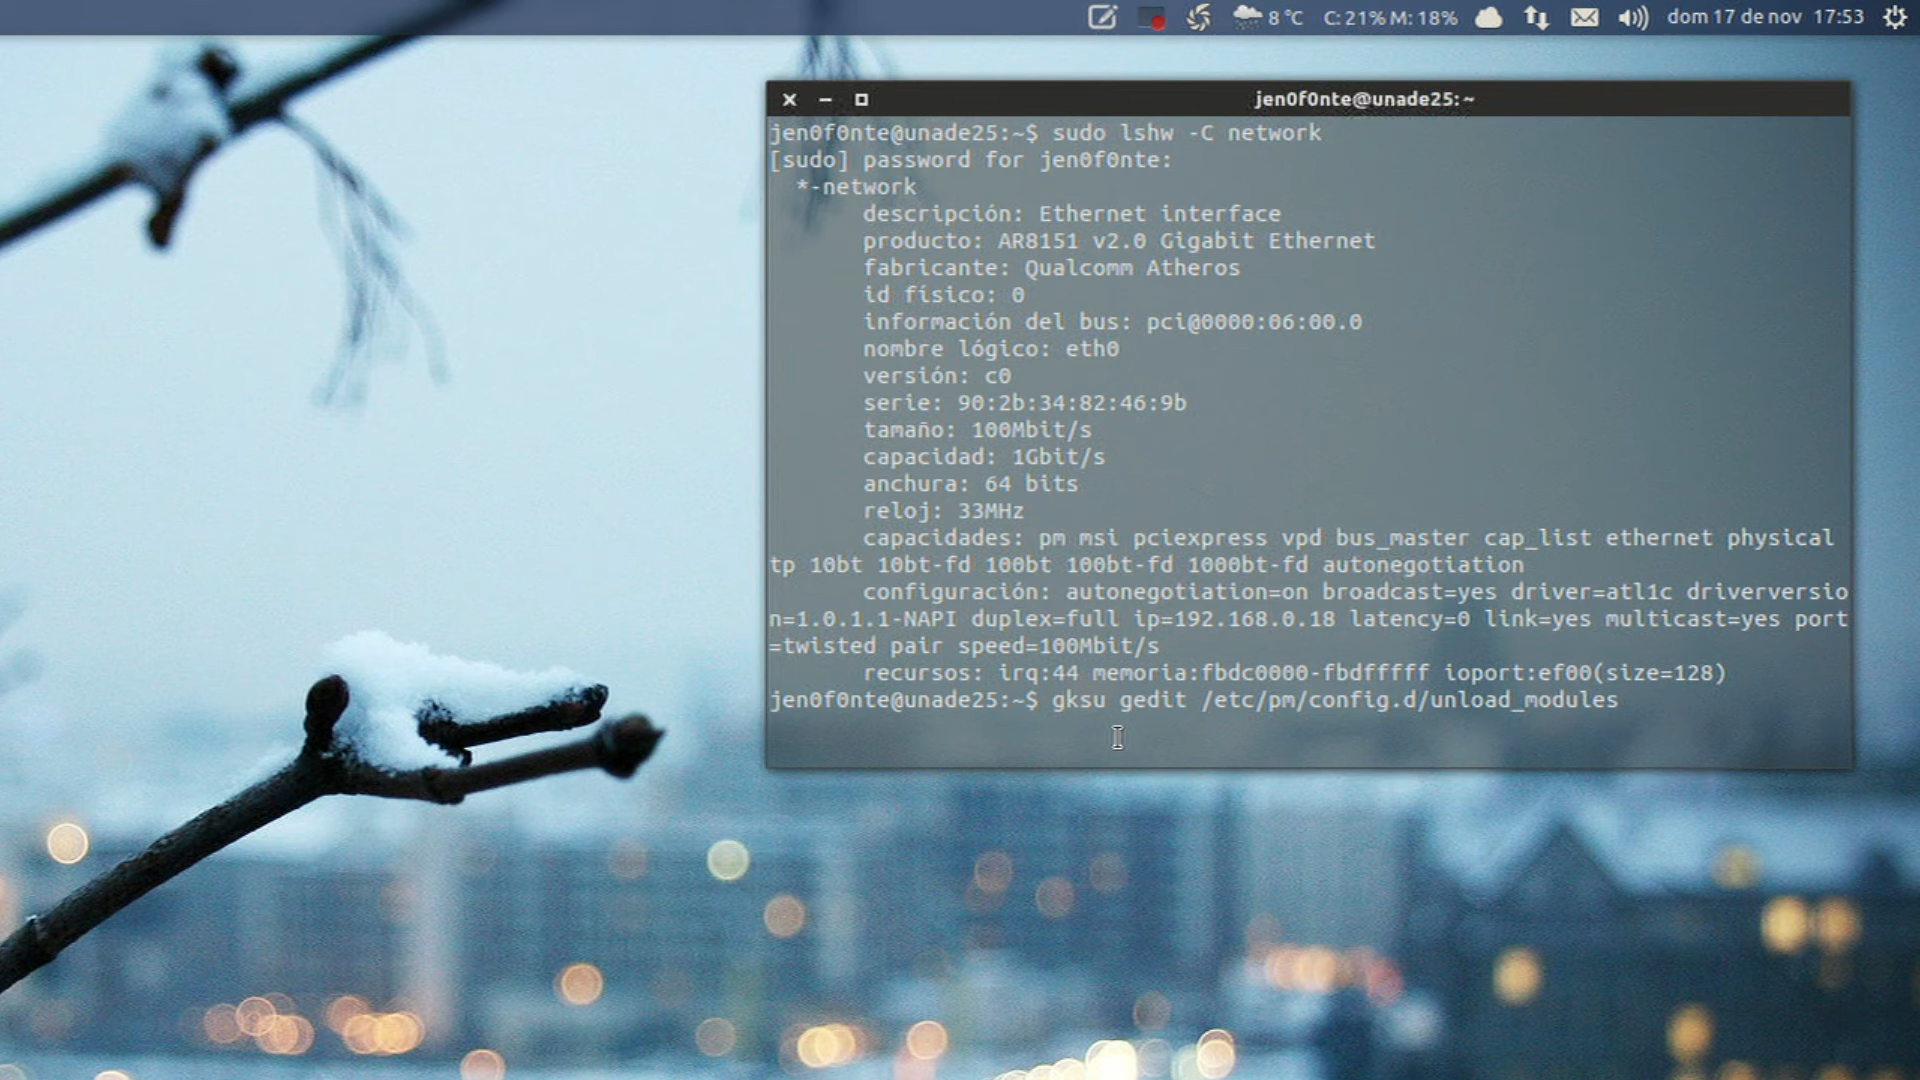 8 °C C: 21% M: 18% dom 17 de nov 17:53
jen0f0nte@unade25: ~
jen0f0nte@unade25:~$ sudo lshw -C network
[sudo] password for jen0f0nte:
*-network
descripción: Ethernet interface
producto: AR8151 v2.0 Gigabit Ethernet
fabricante: Qualcomm Atheros
id físico: 0
información del bus: pci@0000:06:00.0
nombre lógico: eth0
versión: c0
serie: 90:2b:34:82:46:9b
tamaño: 100Mbit/s
capacidad: 1Gbit/s
anchura: 64 bits
reloj: 33MHz
capacidades: pm msi pciexpress vpd bus_master cap_list ethernet physical
tp 10bt 10bt-fd 100bt 100bt-fd 1000bt-fd autonegotiation
configuración: autonegotiation=on broadcast=yes driver=atl1c driverversio
n=1.0.1.1-NAPI duplex=full ip=192.168.0.18 latency=0 link=yes multicast=yes port
=twisted pair speed=100Mbit/s
recursos: irq:44 memoria:fbdc0000-fbdfffff ioport:ef00(size=128)
jen0f0nte@unade25:~$ gksu gedit /etc/pm/config.d/unload_modules